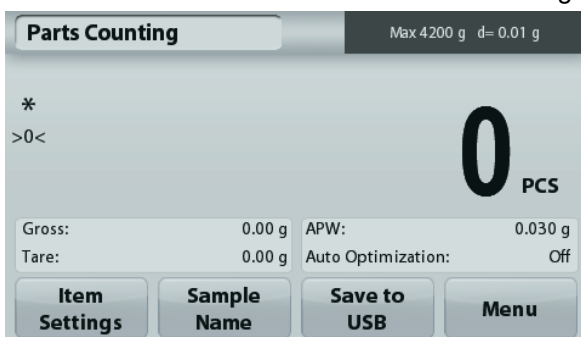 Parts Counting
Max 4200 g d= 0.01 g
*
>0<
0 PCS
Gross: 0.00 g APW: 0.030 g
Tare: 0.00 g Auto Optimization: Off
Item Settings
Sample Name
Save to USB
Menu